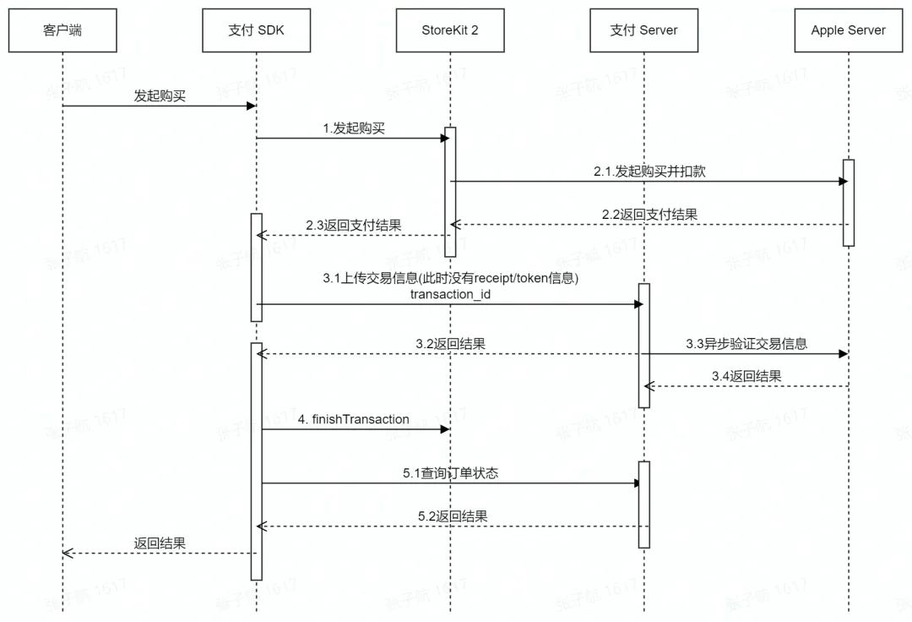 客户端
支付 SDK
StoreKit 2
支付 Server
Apple Server
发起购买
1.发起购买
2.1.发起购买并扣款
2.2返回支付结果
2.3返回支付结果
3.1上传交易信息(此时没有receipt/token信息)
transaction_id
3.2返回结果
3.3异步验证交易信息
3.4返回结果
4. finishTransaction
5.1查询订单状态
5.2返回结果
返回结果